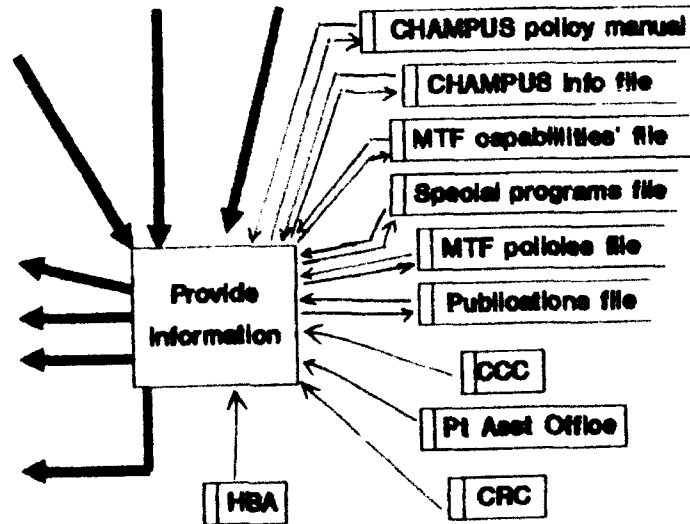 CHAMPUS policy manual
CHAMPUS info file
MTF capabilities' file
Special programs file
MTF policies file
Provide
information
Publications file
CCC
Pt Asst Office
HBA
CRC